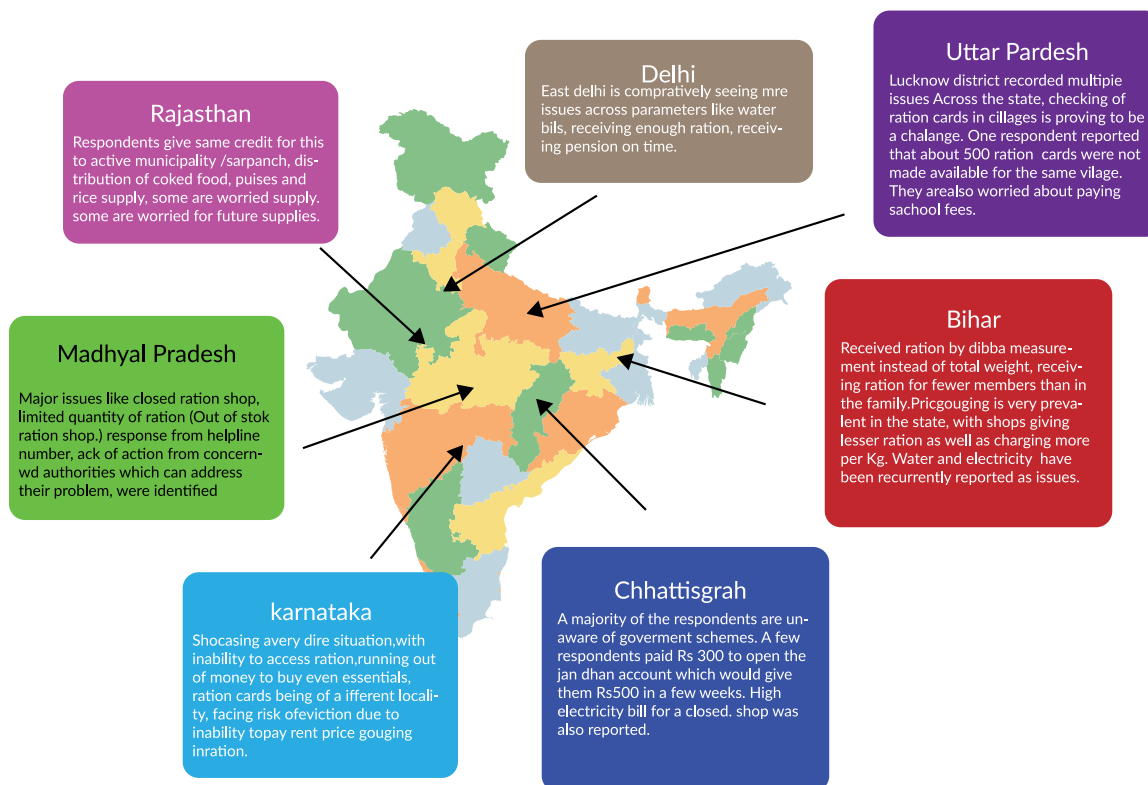 Rajasthan
Respondents give same credit for this
to active municipality /sarpanch, dis-
tribution of coked food, puises and
rice supply, some are worried supply.
some are worried for future supplies.
Delhi
East delhi is compratively seeing mre
issues across parameters like water
bils, receiving enough ration, receiv-
ing pension on time.
Uttar Pardesh
Lucknow district recorded multipie
issues Across the state, checking of
ration cards in cillages is proving to be
a chalange. One respondent reported
that about 500 ration cards were not
made available for the same vilage.
They arealso worried about paying
sachool fees.
Madhyal Pradesh
Major issues like closed ration shop,
limited quantity of ration (Out of stok
ration shop.) response from helpline
number, ack of action from concern-
wd authorities which can address
their problem, were identified
Bihar
Received ration by dibba measure-
ment instead of total weight, receiv-
ing ration for fewer members than in
the family.Pricgouging is very preva-
lent in the state, with shops giving
lesser ration as well as charging more
per Kg. Water and electricity have
been recurrently reported as issues.
karnataka
Shocasing avery dire situation,with
inability to access ration,running out
of money to buy even essentials,
ration cards being of a ifferent locali-
ty, facing risk ofeviction due to
inability topay rent price gouging
inration.
Chhattisgrah
A majority of the respondents are un-
aware of goverment schemes. A few
respondents paid Rs 300 to open the
jan dhan account which would give
them Rs500 in a few weeks. High
electricity bill for a closed. shop was
also reported.